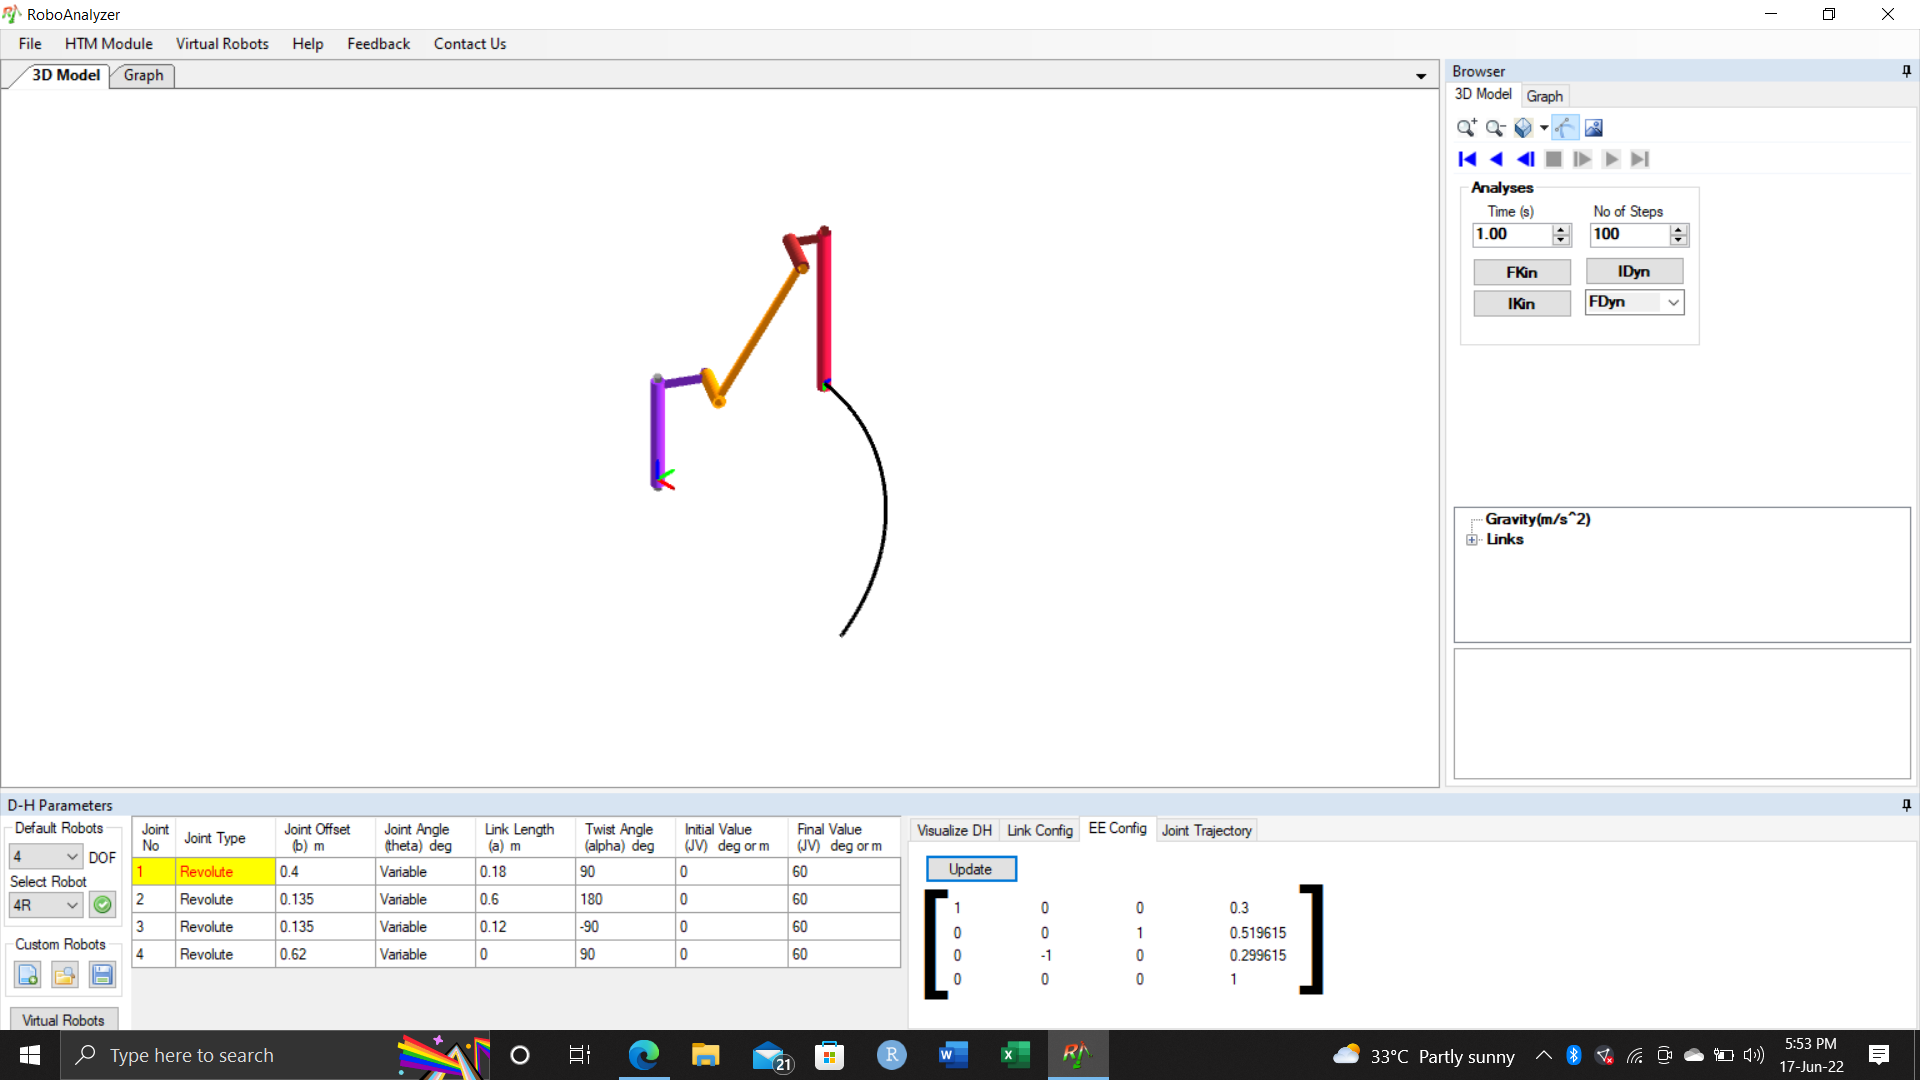 RoboAnalyzer
File HTM Module Virtual Robots Help Feedback Contact Us
3D Model Graph
Browser
3D Model Graph
Analyses
Time (s) No of Steps
1.00 100
FKin IDyn
IKin FDyn
Gravity(m/s^2)
Links
D-H Parameters
Default Robots
4 DOF
Select Robot
4R
Custom Robots
Virtual Robots
Joint No Joint Type Joint Offset (b) m Joint Angle (theta) deg Link Length (a) m Twist Angle (alpha) deg Initial Value (JV) deg or m Final Value (JV) deg or m
1 Revolute 0.4 Variable 0.18 90 0 60
2 Revolute 0.135 Variable 0.6 180 0 60
3 Revolute 0.135 Variable 0.12 -90 0 60
4 Revolute 0.62 Variable 0 90 0 60
Visualize DH Link Config EE Config Joint Trajectory
Update
1 0 0 0.3
0 0 1 0.519615
0 -1 0 0.299615
0 0 0 1
Type here to search
21
R
33°C Partly sunny
5:53 PM
17-Jun-22